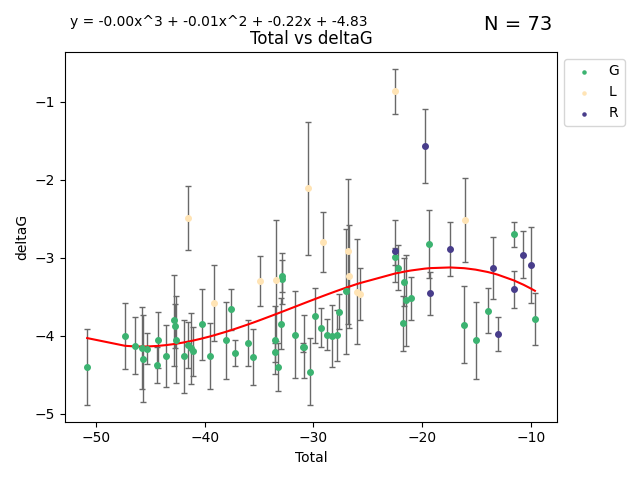 y = -0.00x^3 + -0.01x^2 + -0.22x + -4.83
N = 73
Total vs deltaG
G
L
R
−1
−2
−3
−4
−5
deltaG
−50 −40 −30 −20 −10
Total